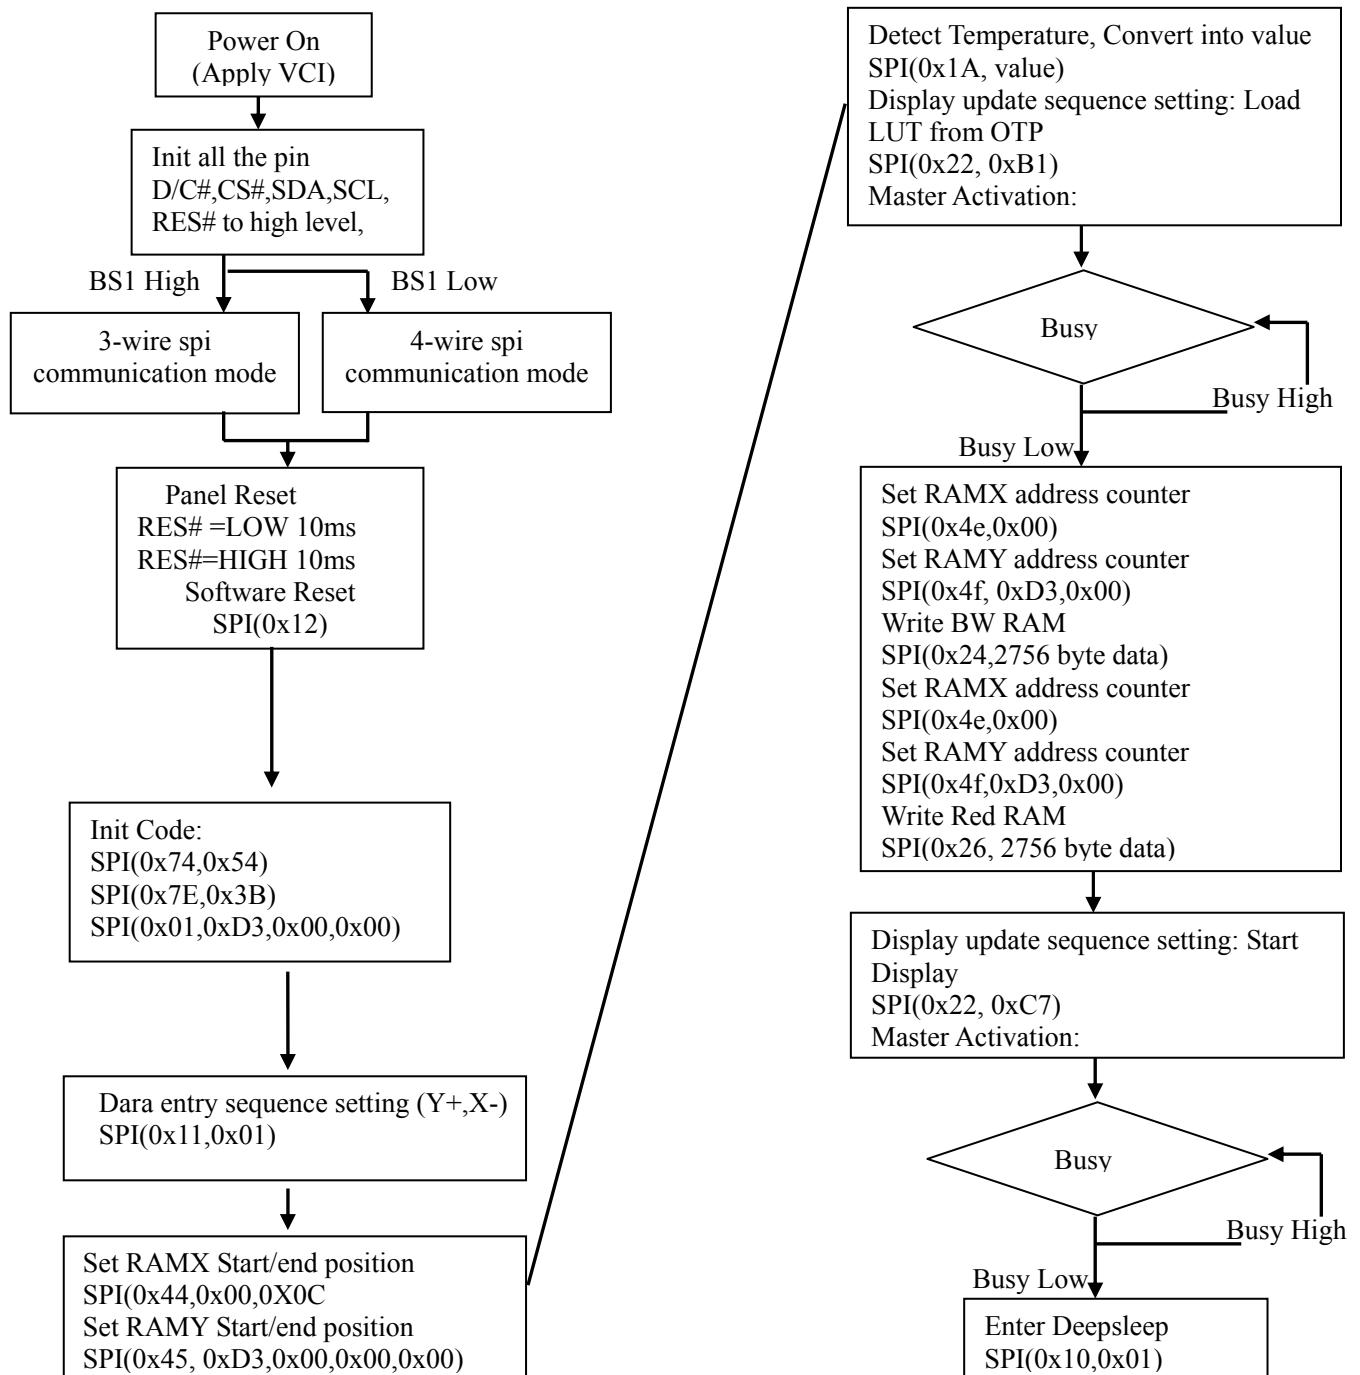 Power On
(Apply VCI)
Init all the pin
D/C#,CS#,SDA,SCL,
RES# to high level,
BS1 High
BS1 Low
3-wire spi
communication mode
4-wire spi
communication mode
Panel Reset
RES# =LOW 10ms
RES#=HIGH 10ms
Software Reset
SPI(0x12)
Init Code:
SPI(0x74,0x54)
SPI(0x7E,0x3B)
SPI(0x01,0xD3,0x00,0x00)
Dara entry sequence setting (Y+,X-)
SPI(0x11,0x01)
Set RAMX Start/end position
SPI(0x44,0x00,0X0C
Set RAMY Start/end position
SPI(0x45, 0xD3,0x00,0x00,0x00)
Detect Temperature, Convert into value
SPI(0x1A, value)
Display update sequence setting: Load
LUT from OTP
SPI(0x22, 0xB1)
Master Activation:
Busy
Busy High
Busy Low
Set RAMX address counter
SPI(0x4e,0x00)
Set RAMY address counter
SPI(0x4f, 0xD3,0x00)
Write BW RAM
SPI(0x24,2756 byte data)
Set RAMX address counter
SPI(0x4e,0x00)
Set RAMY address counter
SPI(0x4f,0xD3,0x00)
Write Red RAM
SPI(0x26, 2756 byte data)
Display update sequence setting: Start
Display
SPI(0x22, 0xC7)
Master Activation:
Busy
Busy High
Busy Low
Enter Deepsleep
SPI(0x10,0x01)